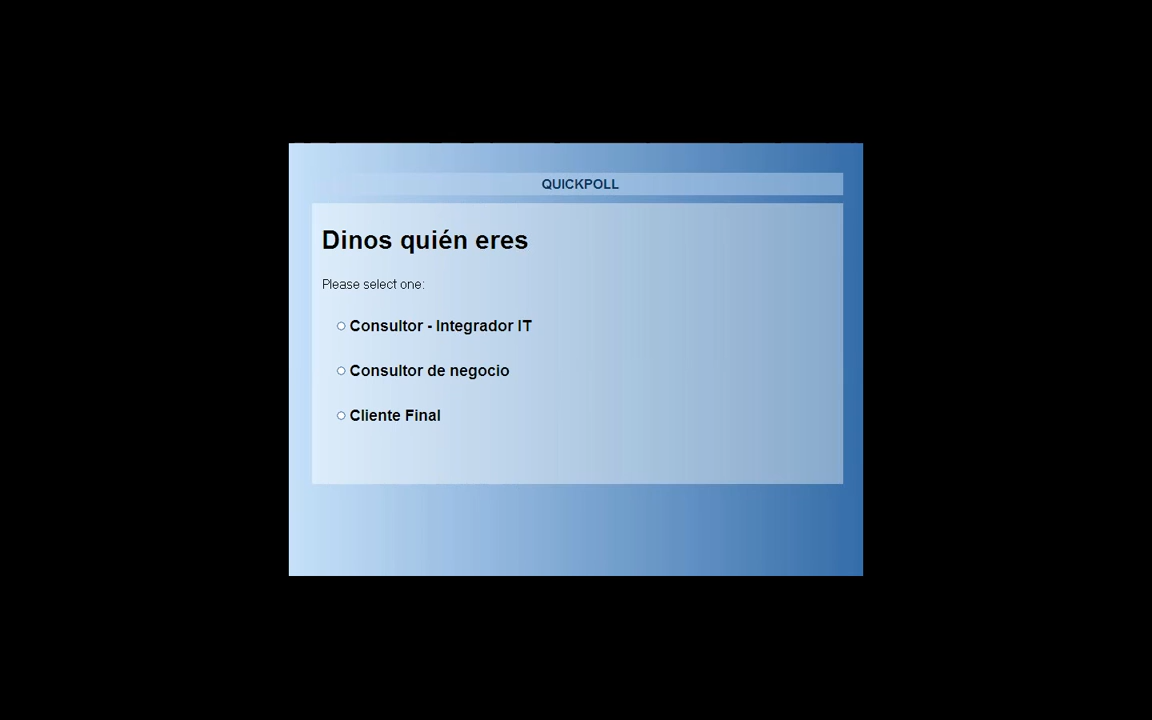 QUICKPOLL
Dinos quién eres
Please select one:
Consultor - Integrador IT
Consultor de negocio
Cliente Final